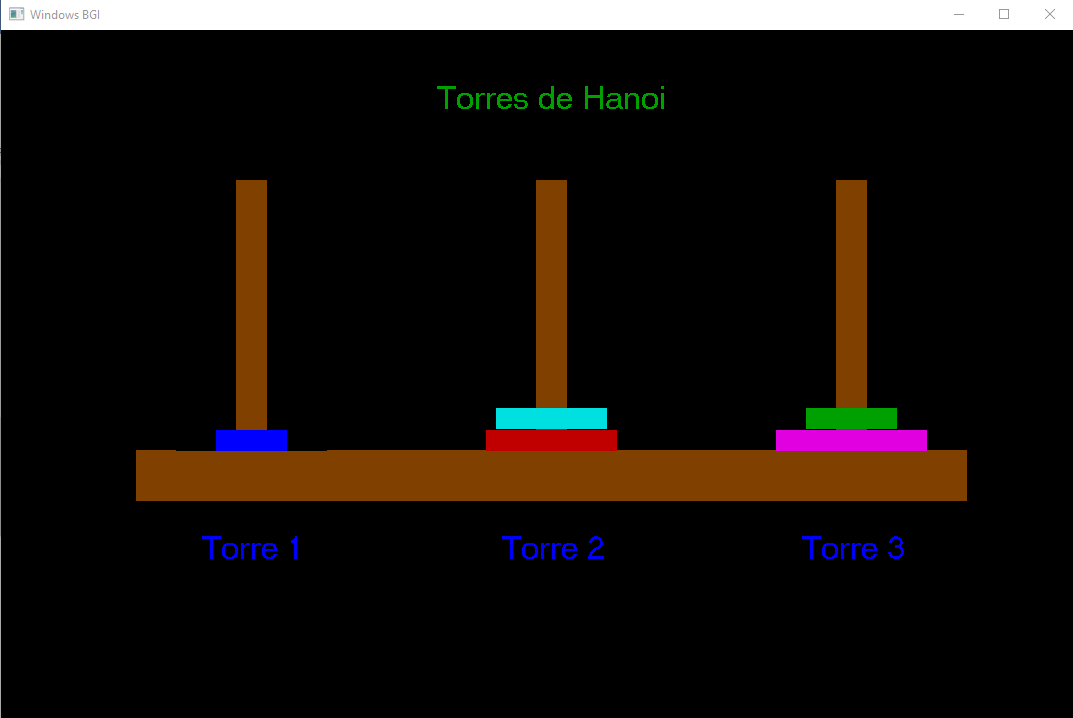 Windows BGI
Torres de Hanoi
Torre 1
Torre 2
Torre 3